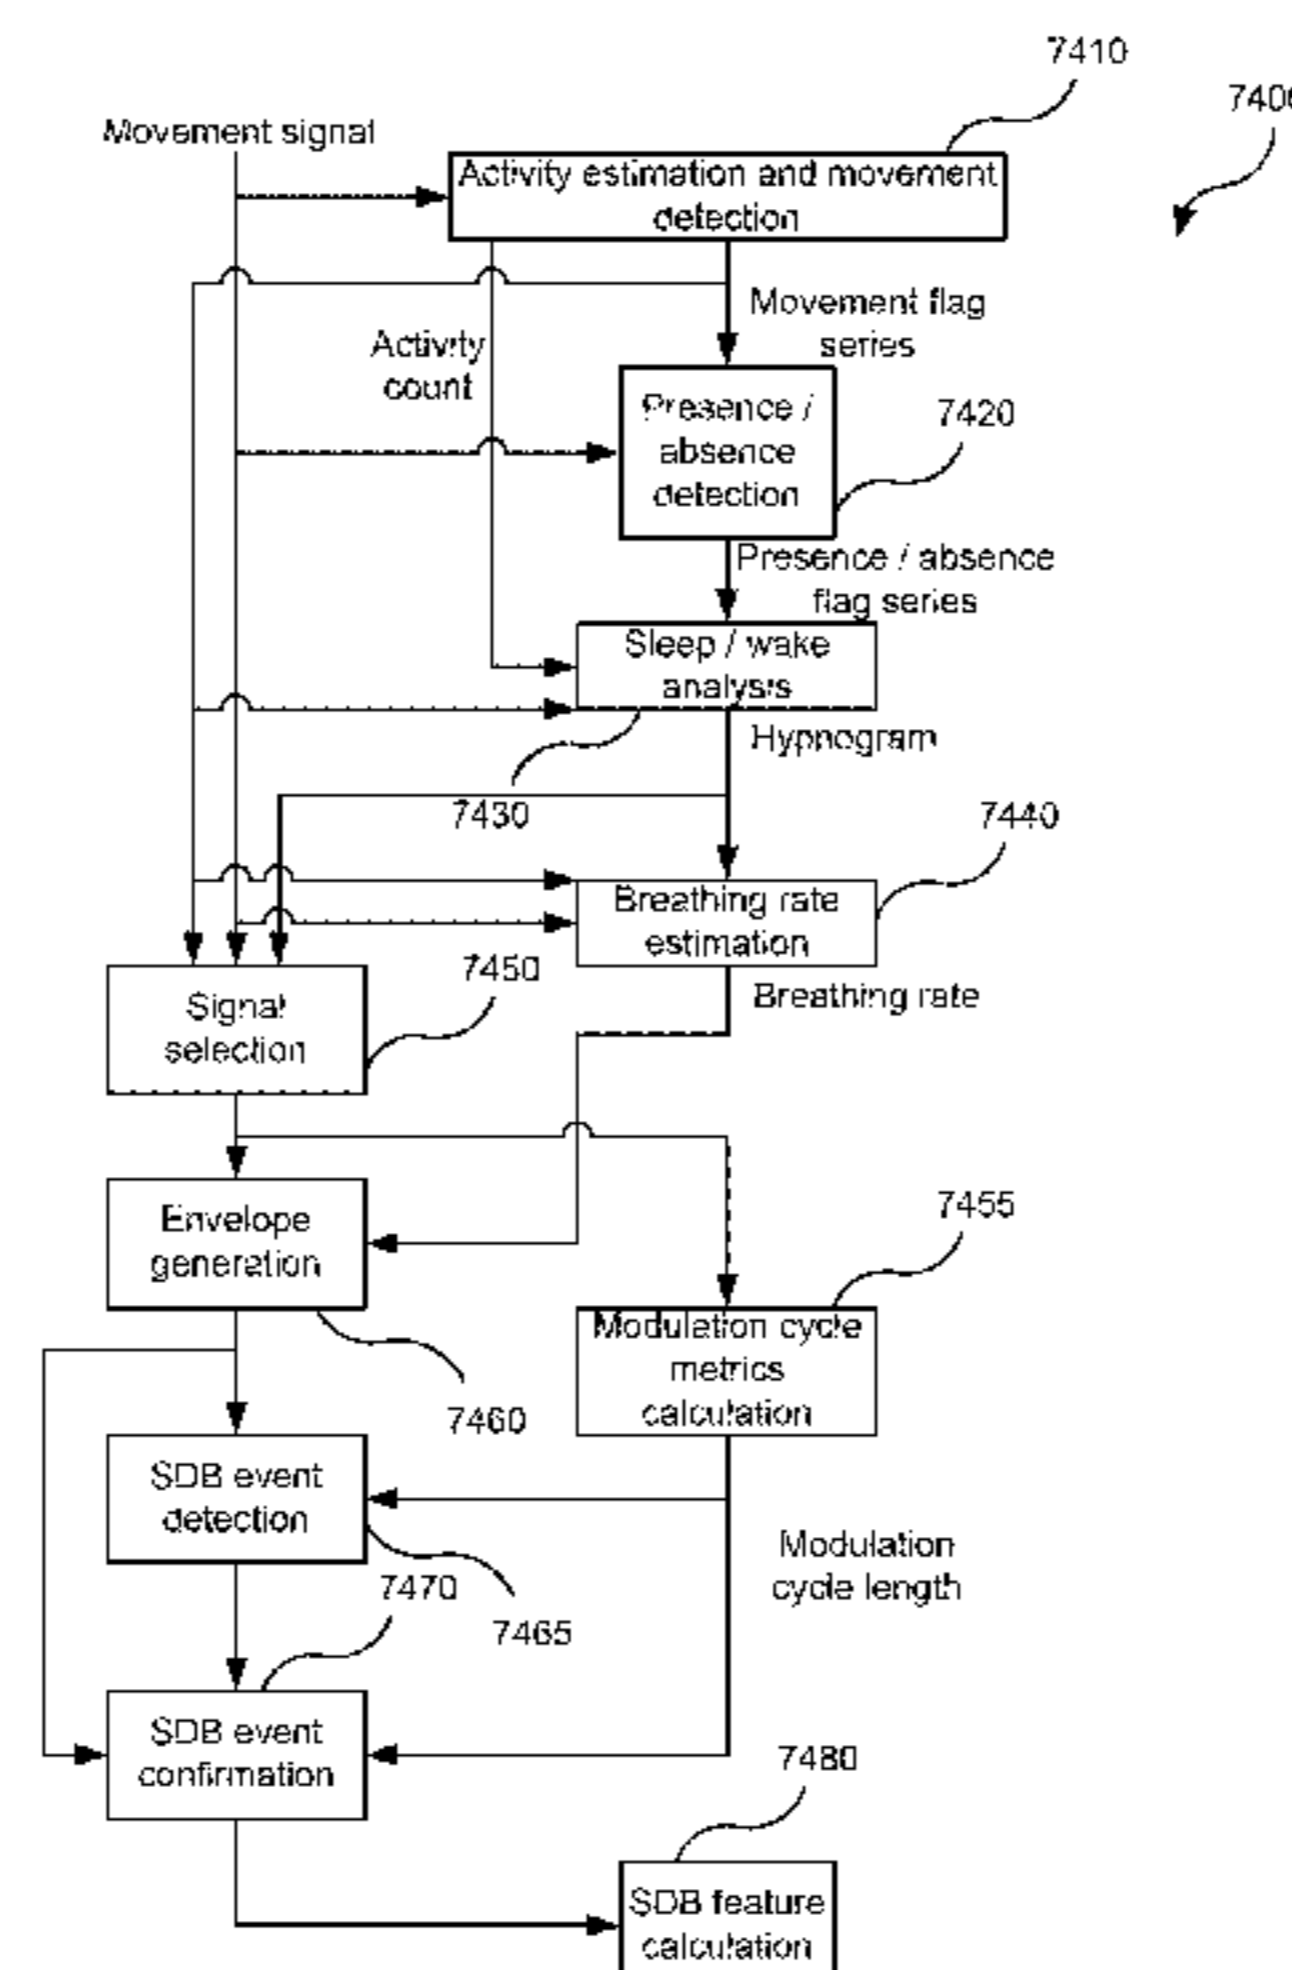 7410
7400
Movement signal
Activity estimation and movement
detection
Movement flag
series
Activity
count
Presence /
absence
detection
7420
Presence / absence
flag series
Sleep / wake
analysis
Hypnogram
7430
7440
Breathing rate
estimation
7450
Signal
selection
Breathing rate
Envelope
generation
7455
Modulation cycle
metrics
calculation
7460
SDB event
detection
Modulation
cycle length
7470
7465
SDB event
confirmation
7480
SDB feature
calculation